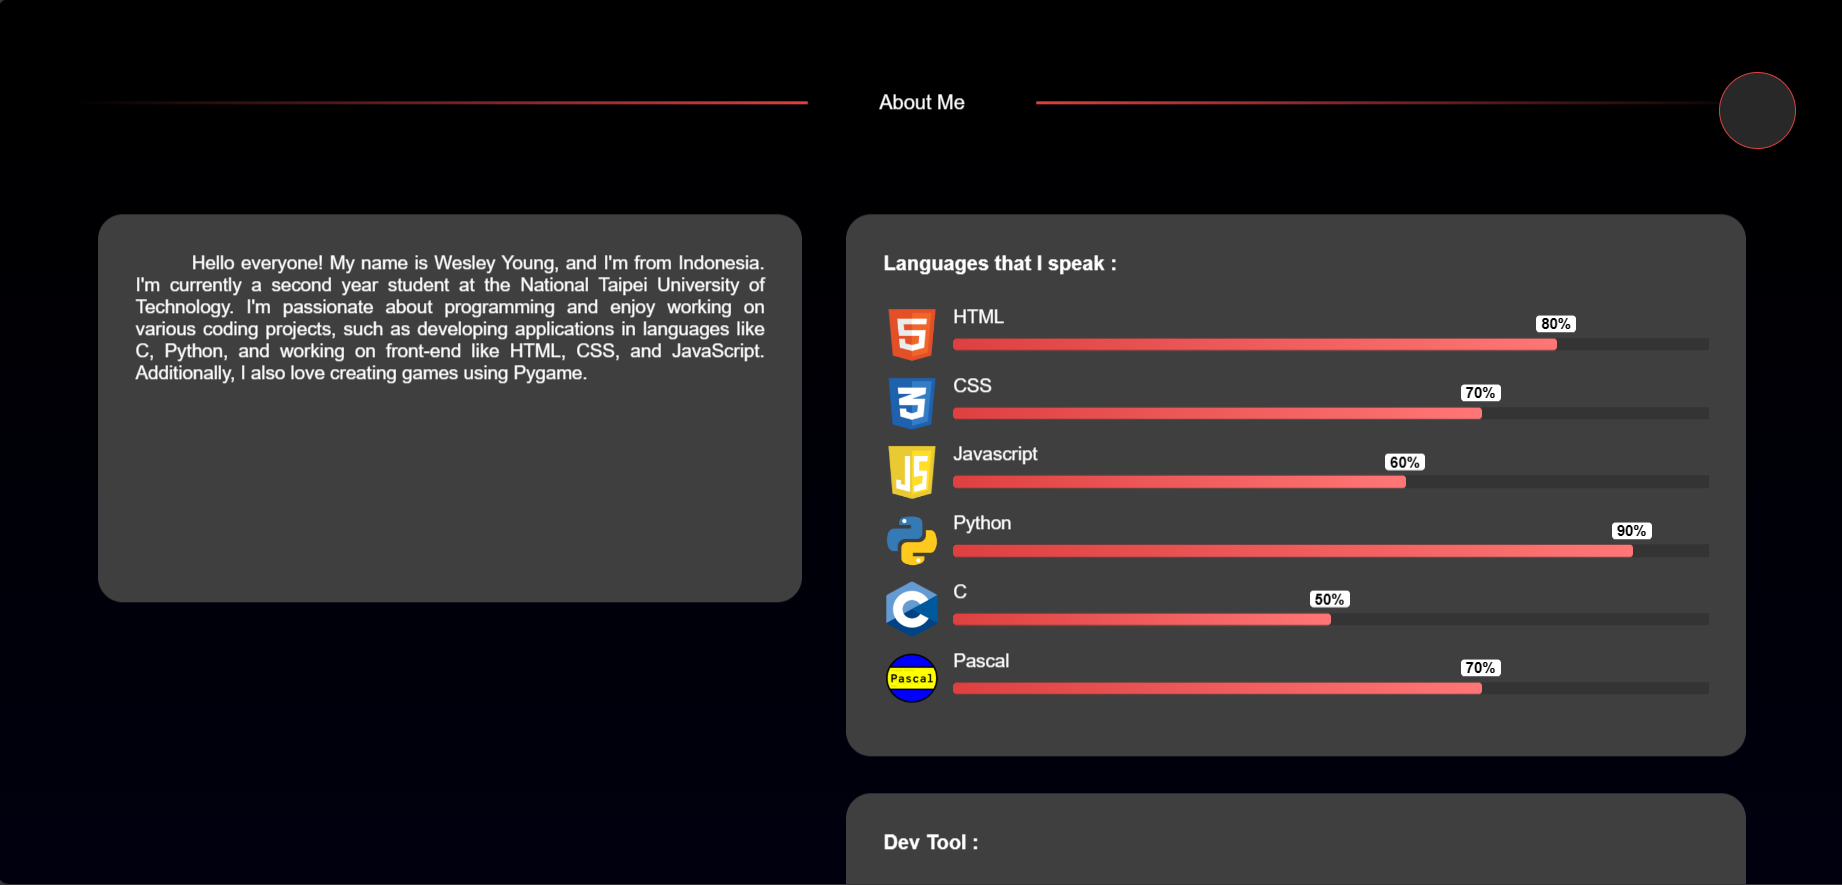 About Me
Hello everyone! My name is Wesley Young, and I'm from Indonesia.
I'm currently a second year student at the National Taipei University of
Technology. I'm passionate about programming and enjoy working on
various coding projects, such as developing applications in languages like
C, Python, and working on front-end like HTML, CSS, and JavaScript.
Additionally, I also love creating games using Pygame.
Languages that I speak :
5
HTML
80%
3
CSS
70%
JS
Javascript
60%
Python
90%
C
C
50%
Pascal
Pascal
70%
Dev Tool :